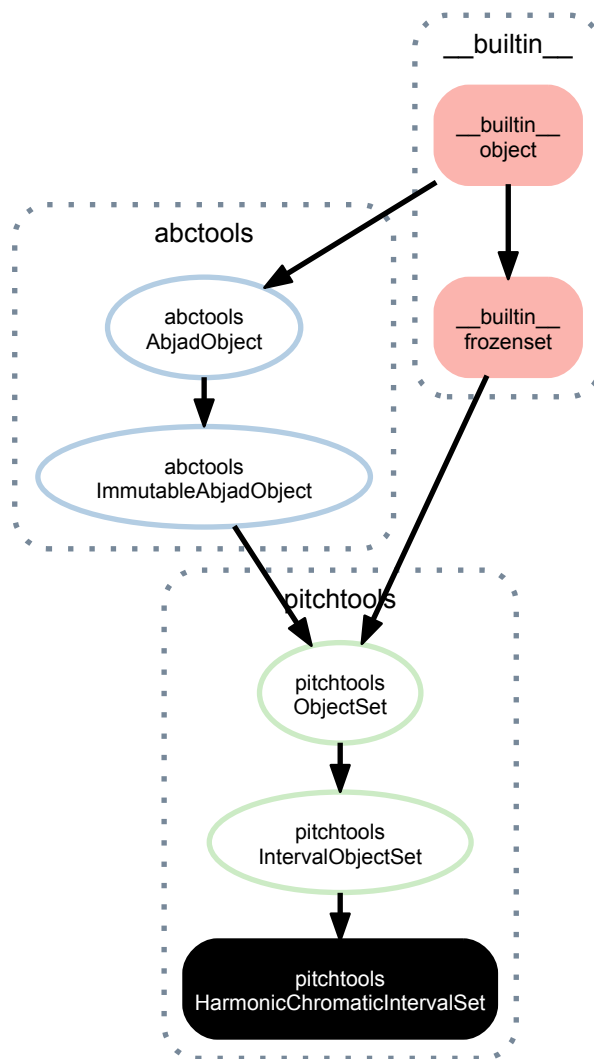 __builtin__
__builtin__
object
abctools
abctools
AbjadObject
__builtin__
frozenset
abctools
ImmutableAbjadObject
pitchtools
pitchtools
ObjectSet
pitchtools
IntervalObjectSet
pitchtools
HarmonicChromaticIntervalSet